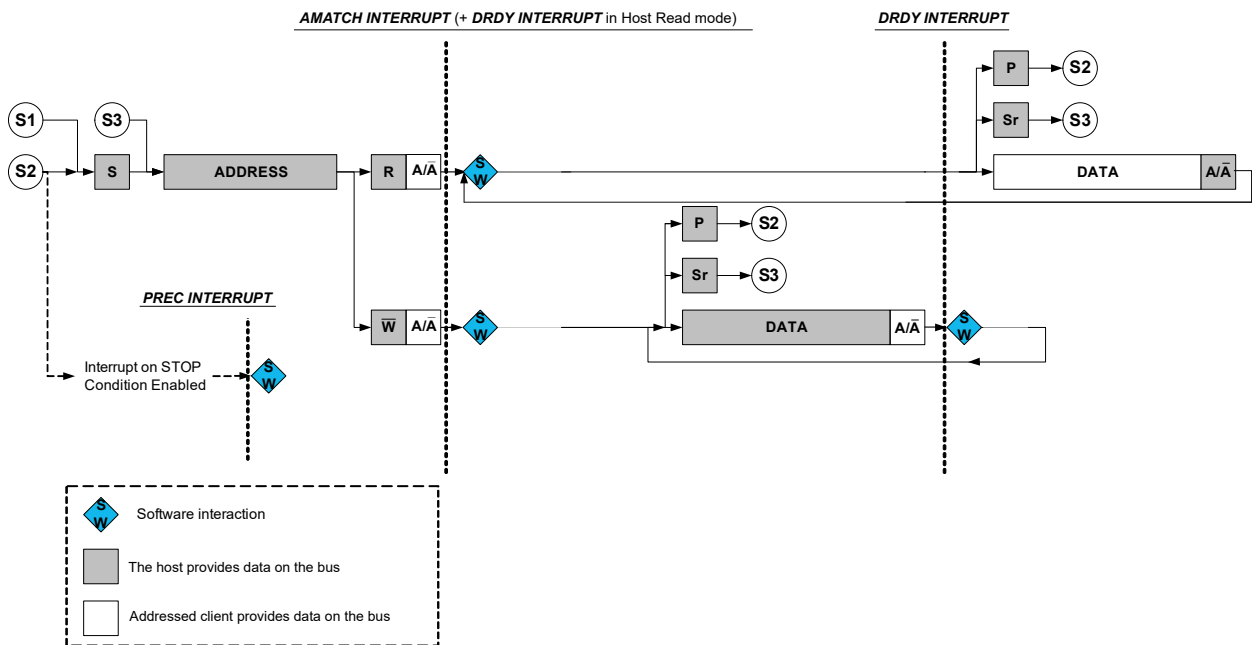 AMATCH INTERRUPT (+ DRDY INTERRUPT in Host Read mode)
DRDY INTERRUPT
P
S2
S1
S3
Sr
S3
S2
S
ADDRESS
R
A/A̅
S
W
DATA
A/A̅
P
S2
Sr
S3
PREC INTERRUPT
W̅
A/A̅
S
W
DATA
A/A̅
S
W
Interrupt on STOP
Condition Enabled
S
W
S
W
Software interaction
The host provides data on the bus
Addressed client provides data on the bus